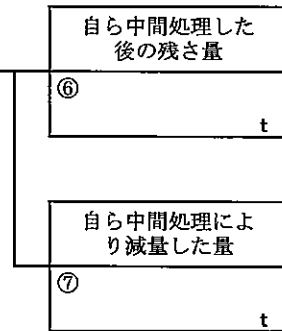 自ら中間処理した
後の残さ量
⑥
t
自ら中間処理によ
り減量した量
⑦
t